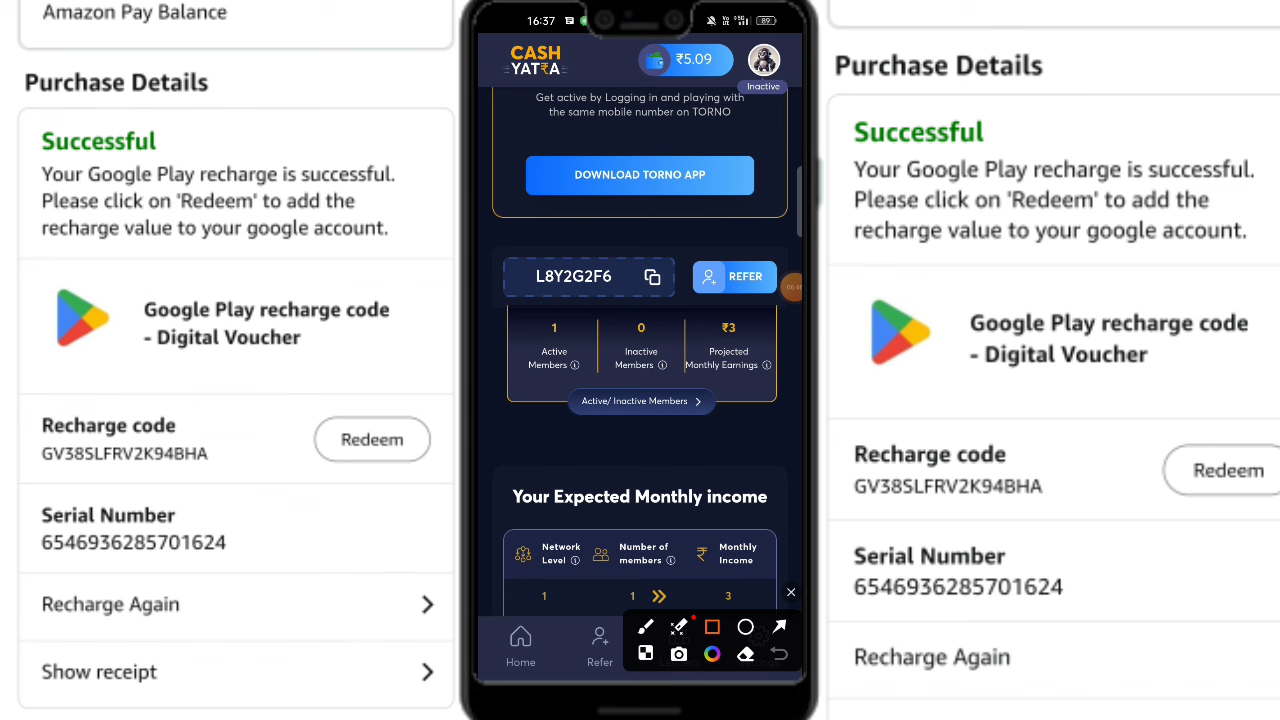 Amazon Pay Balance
Purchase Details
Successful
Your Google Play recharge is successful.
Please click on 'Redeem' to add the
recharge value to your google account.
Google Play recharge code
- Digital Voucher
Recharge code
GV38SLFRV2K94BHA
Redeem
Serial Number
6546936285701624
Recharge Again
Show receipt
16:37
89
CASH
YAT₹A
₹5.09
Inactive
Get active by Logging in and playing with
the same mobile number on TORNO
DOWNLOAD TORNO APP
L8Y2G2F6
REFER
1
Active
Members
0
Inactive
Members
₹3
Projected
Monthly Earnings
Active/ Inactive Members
Your Expected Monthly income
Network
Level
Number of
members
₹
Monthly
Income
1
1
3
Home
Refer
Purchase Details
Successful
Your Google Play recharge is successful.
Please click on 'Redeem' to add the
recharge value to your google account.
Google Play recharge code
- Digital Voucher
Recharge code
GV38SLFRV2K94BHA
Redeem
Serial Number
6546936285701624
Recharge Again